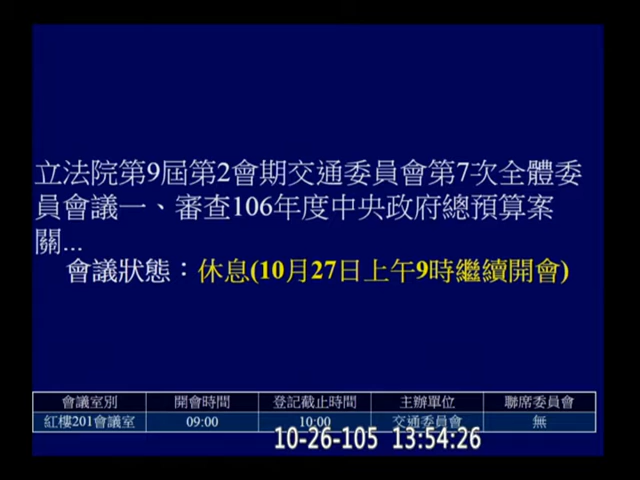 立法院第9屆第2會期交通委員會第7次全體委
員會議一、審查106年度中央政府總預算案
關...
會議狀態：休息(10月27日上午9時繼續開會)
會議室別 開會時間 登記截止時間 主辦單位 聯席委員會
紅樓201會議室 09:00 10:00 交通委員會 無
10-26-105 13:54:26